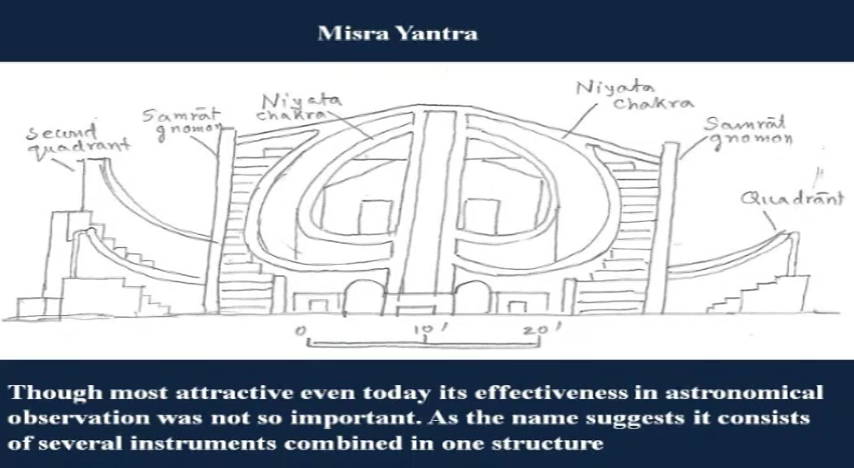 Misra Yantra
Niyata
chakra
Niyata
chakra
Samrāt
gnomon
Samrāt
gnomon
Second
quadrant
Quadrānt
0 10' 20'
Though most attractive even today its effectiveness in astronomical
observation was not so important. As the name suggests it consists
of several instruments combined in one structure